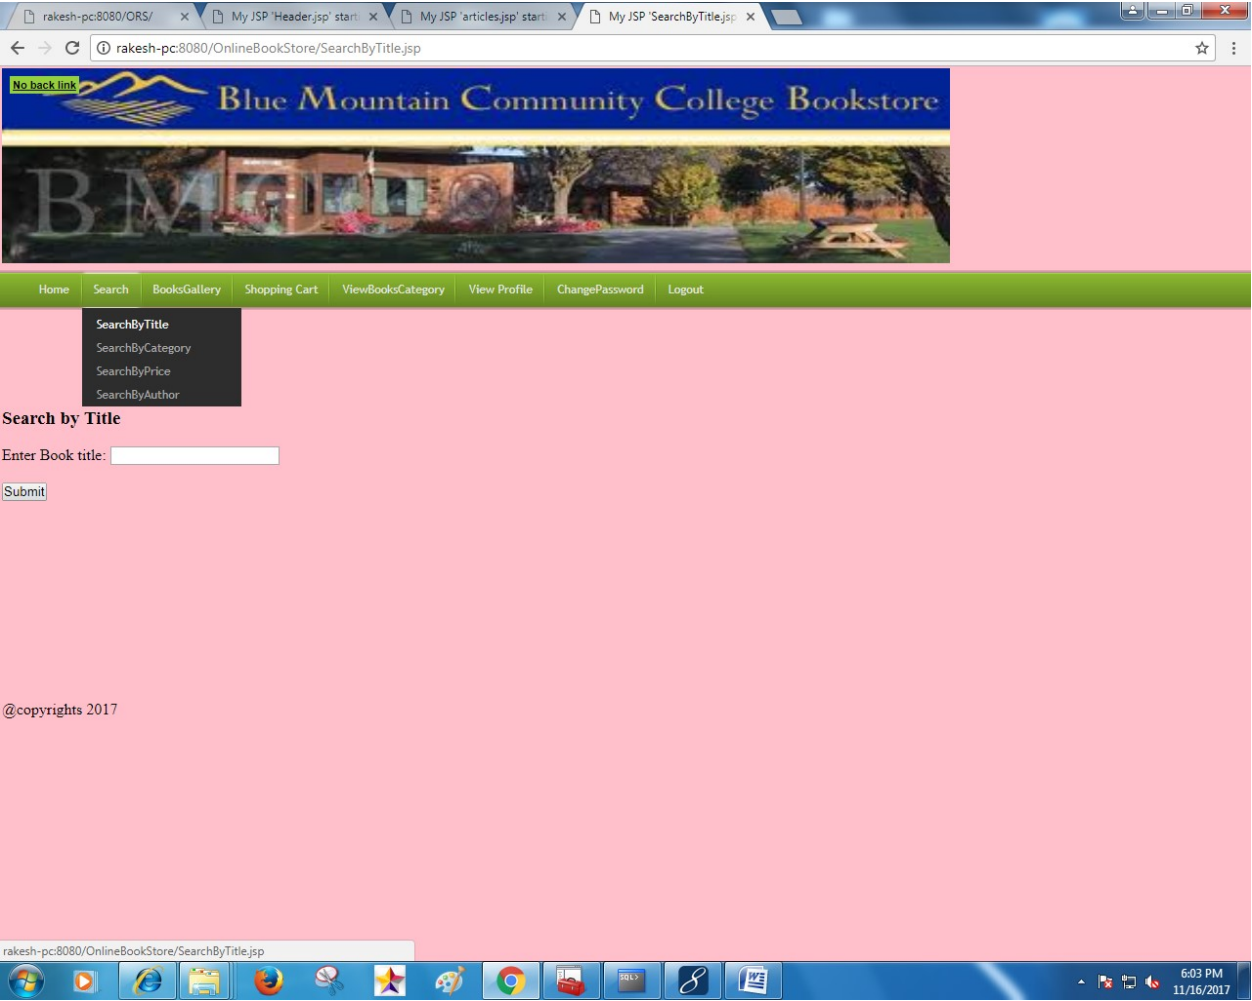 rakesh-pc:8080/ORS/
My JSP 'Header.jsp' start
My JSP 'articles.jsp' start
My JSP 'SearchByTitle.jsp
rakesh-pc:8080/OnlineBookStore/SearchByTitle.jsp
No back link
Blue Mountain Community College Bookstore
BMCC
Home Search BooksGallery Shopping Cart ViewBooksCategory View Profile ChangePassword Logout
SearchByTitle
SearchByCategory
SearchByPrice
SearchByAuthor
Search by Title
Enter Book title:
Submit
@copyrights 2017
rakesh-pc:8080/OnlineBookStore/SearchByTitle.jsp
SQL>
6:03 PM
11/16/2017